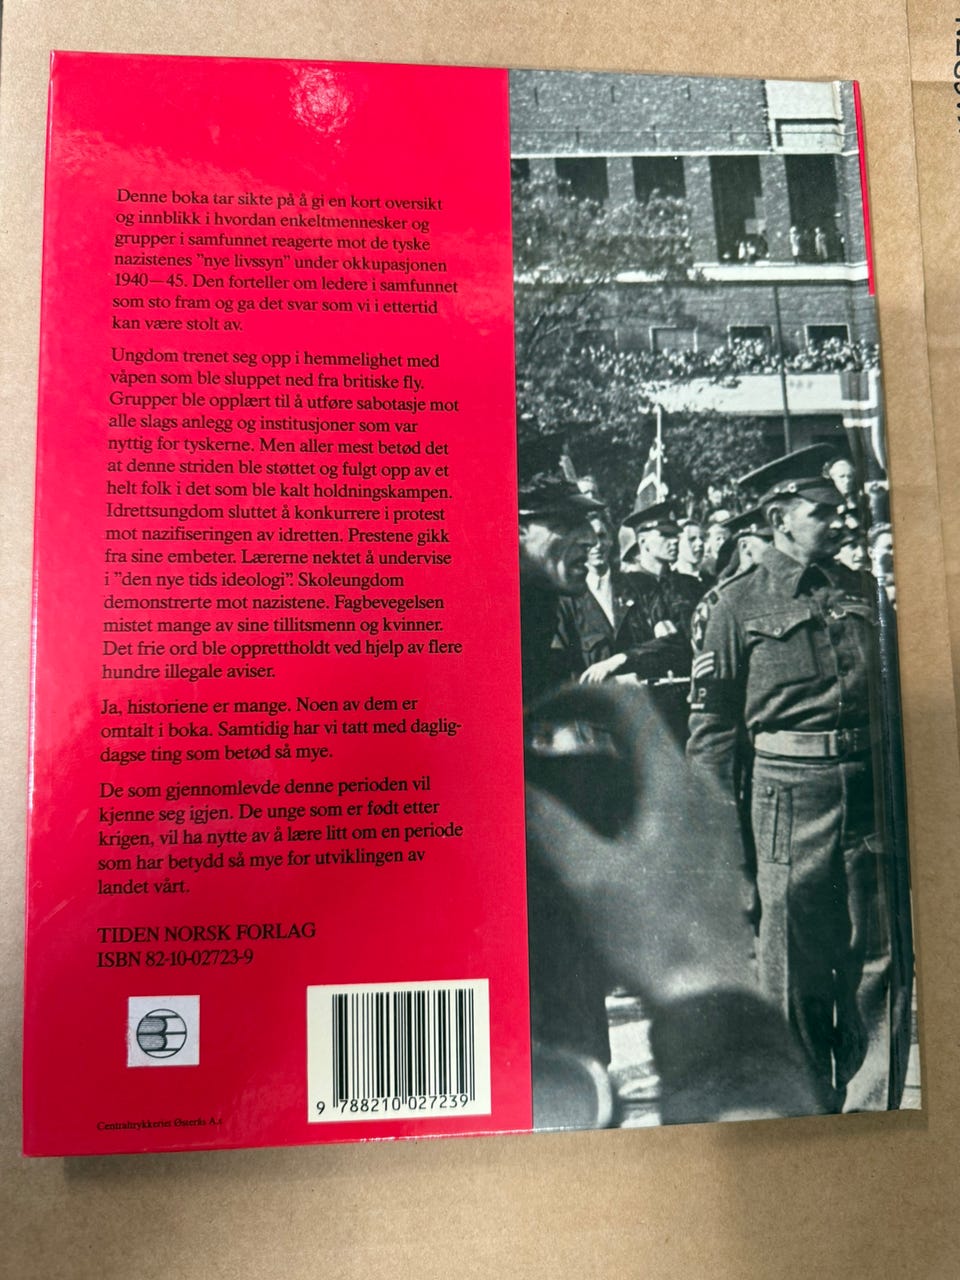 Denne boka tar sikte på å gi en kort oversikt
og innblikk i hvordan enkeltmennesker og
grupper i samfunnet reagerte mot de tyske
nazistenes "nye livssyn" under okkupasjonen
1940—45. Den forteller om ledere i samfunnet
som sto fram og ga det svar som vi i ettertid
kan være stolt av.
Ungdom trenet seg opp i hemmelighet med
våpen som ble sluppet ned fra britiske fly.
Grupper ble opplært til å utføre sabotasje mot
alle slags anlegg og institusjoner som var
nyttig for tyskerne. Men aller mest betød det
at denne striden ble støttet og fulgt opp av et
helt folk i det som ble kalt holdningskampen.
Idrettsungdom sluttet å konkurrere i protest
mot nazifiseringen av idretten. Prestene gikk
fra sine embeter. Lærerne nektet å undervise
i "den nye tids ideologi". Skoleungdom
demonstrerte mot nazistene. Fagbevegelsen
mistet mange av sine tillitsmenn og kvinner.
Det frie ord ble opprettholdt ved hjelp av flere
hundre illegale aviser.
Ja, historiene er mange. Noen av dem er
omtalt i boka. Samtidig har vi tatt med daglig-
dagse ting som betød så mye.
De som gjennomlevde denne perioden vil
kjenne seg igjen. De unge som er født etter
krigen, vil ha nytte av å lære litt om en periode
som har betydd så mye for utviklingen av
landet vårt.
TIDEN NORSK FORLAG
ISBN 82-10-02723-9
9 788210 027239
Centraltrykkeriet Østerås A.s